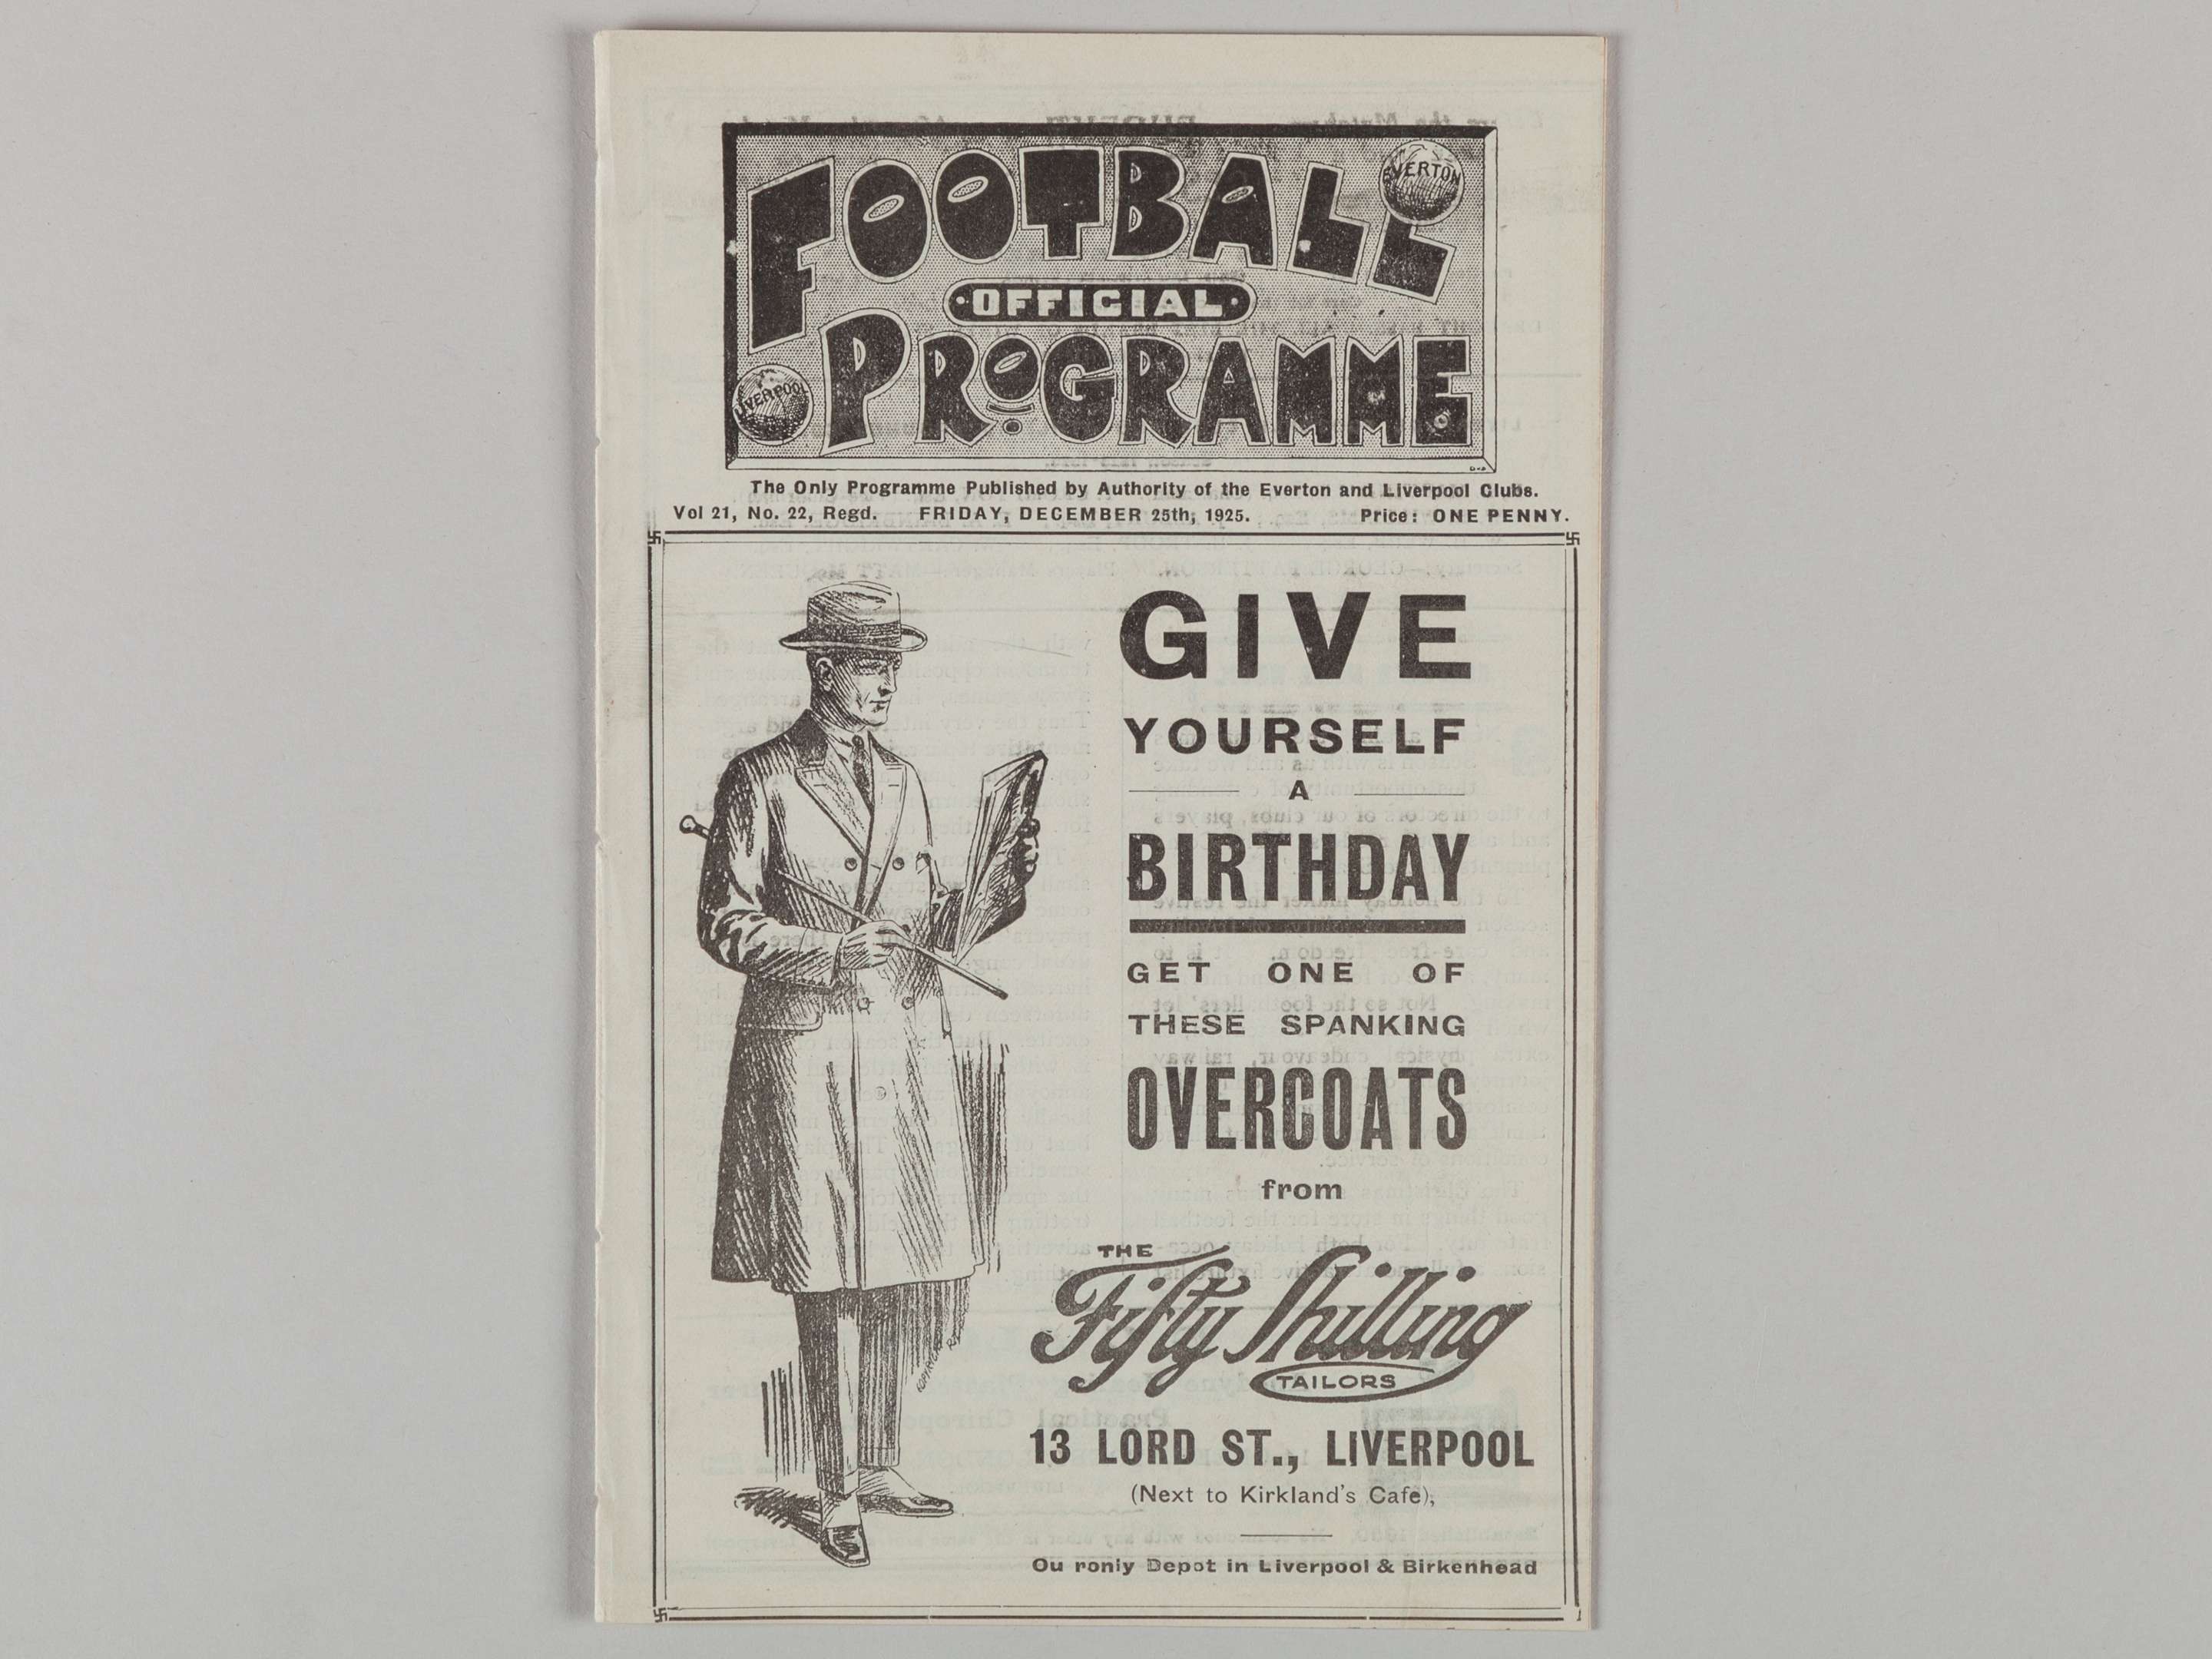 FOOTBALL
EVERTON
OFFICIAL
PROGRAMME
LIVERPOOL
The Only Programme Published by Authority of the Everton and Liverpool Clubs.
Vol 21, No. 22, Regd. FRIDAY, DECEMBER 25th, 1925. Price: ONE PENNY.
GIVE
YOURSELF
A
BIRTHDAY
GET ONE OF
THESE SPANKING
OVERCOATS
from
THE
Fifty Shilling
TAILORS
13 LORD ST., LIVERPOOL
(Next to Kirkland's Cafe),
Ou ronly Depot in Liverpool & Birkenhead